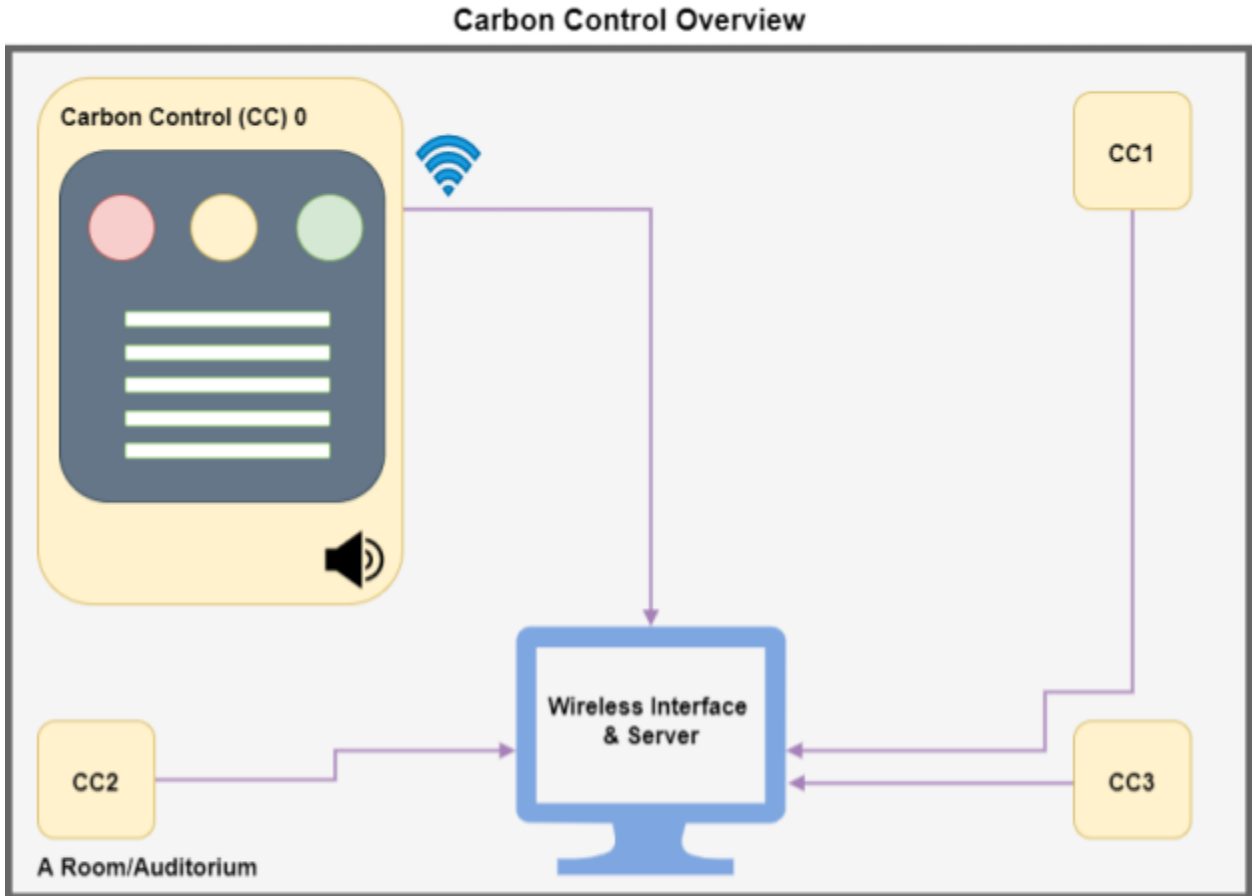 Carbon Control Overview
Carbon Control (CC) 0
CC1
Wireless Interface
& Server
CC2
CC3
A Room/Auditorium